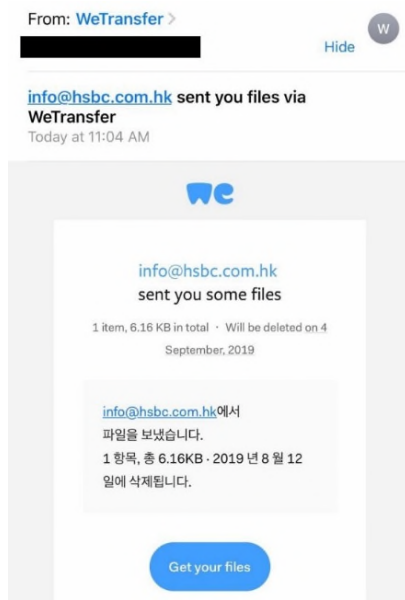 From: WeTransfer >
W
Hide
info@hsbc.com.hk sent you files via
WeTransfer
Today at 11:04 AM
we
info@hsbc.com.hk
sent you some files
1 item, 6.16 KB in total · Will be deleted on 4
September, 2019
info@hsbc.com.hk에서
파일을 보냈습니다.
1 항목, 총 6.16KB · 2019 년 8 월 12
일에 삭제됩니다.
Get your files